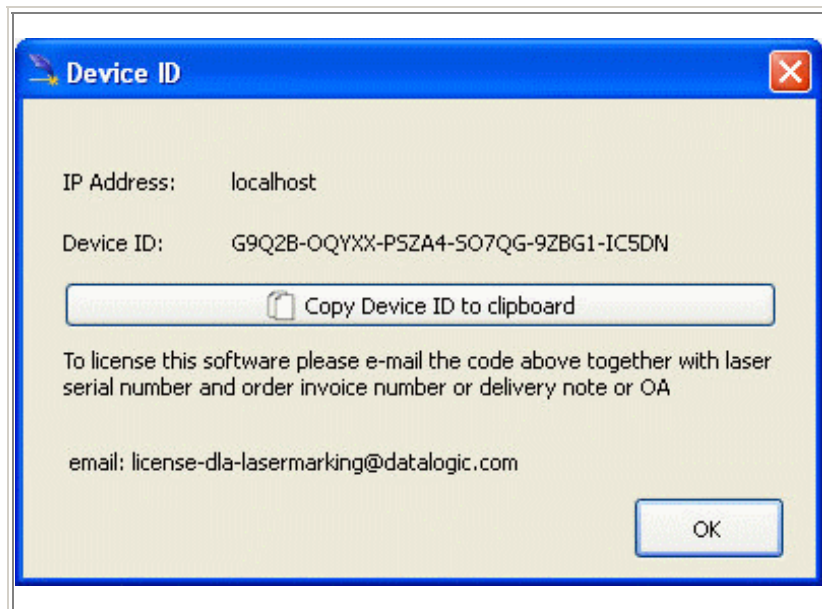 Device ID
IP Address: localhost
Device ID: G9Q2B-OQYXX-PSZA4-SO7QG-9ZBG1-IC5DN
Copy Device ID to clipboard
To license this software please e-mail the code above together with laser
serial number and order invoice number or delivery note or OA
email: license-dla-lasermarking@datalogic.com
OK